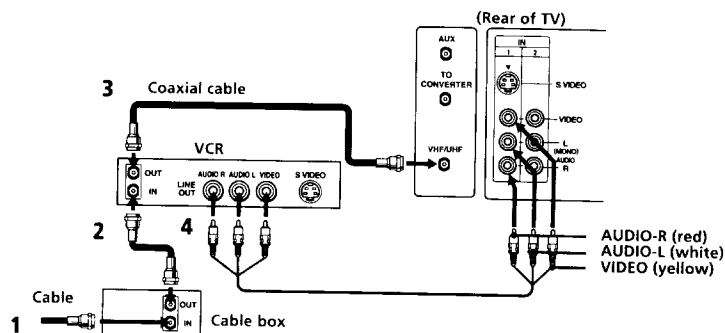 (Rear of TV)
AUX
IN
1 2
3 Coaxial cable
TO
CONVERTER
S VIDEO
VIDEO
VCR
VHF/UHF
L
(MONO)
AUDIO
R
OUT
IN
LINE
OUT
AUDIO R AUDIO L VIDEO S VIDEO
2
4
AUDIO-R (red)
AUDIO-L (white)
VIDEO (yellow)
Cable
OUT
1
IN
Cable box